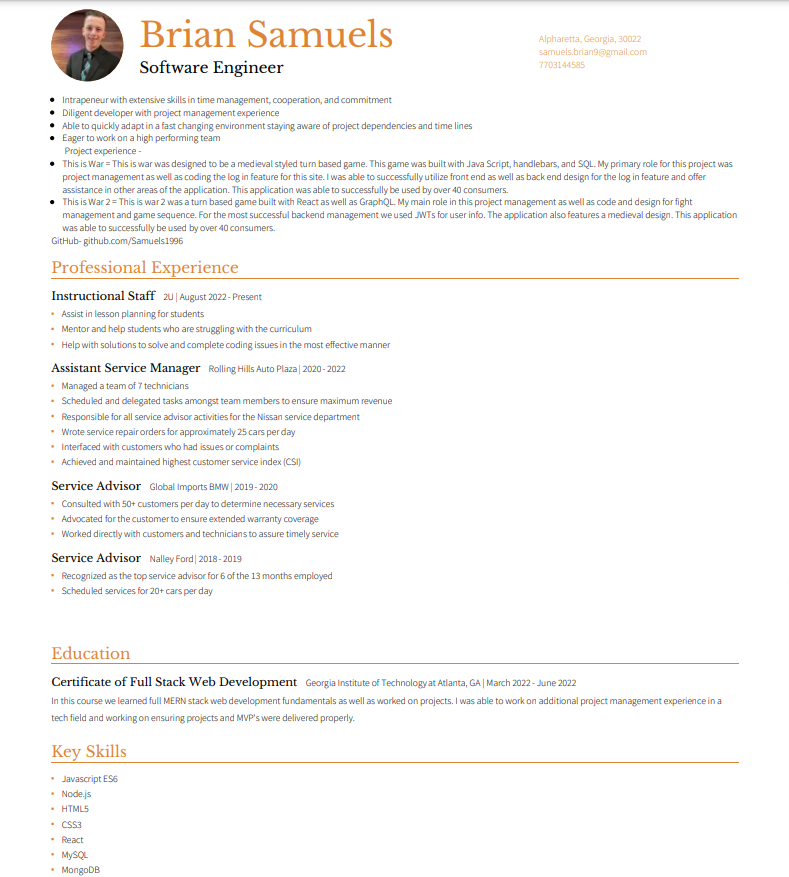 Brian Samuels
Software Engineer
Alpharetta, Georgia, 30022
samuels.brian9@gmail.com
7703144585
• Intrapeneur with extensive skills in time management, cooperation, and commitment
• Diligent developer with project management experience
• Able to quickly adapt in a fast changing environment staying aware of project dependencies and time lines
• Eager to work on a high performing team
Project experience -
• This is War = This is war was designed to be a medieval styled turn based game. This game was built with Java Script, handlebars, and SQL. My primary role for this project was
project management as well as coding the log in feature for this site. I was able to successfully utilize front end as well as back end design for the log in feature and offer
assistance in other areas of the application. This application was able to successfully be used by over 40 consumers.
• This is War 2 = This is war 2 was a turn based game built with React as well as GraphQL. My main role in this project management as well as code and design for fight
management and game sequence. For the most successful backend management we used JWTs for user info. The application also features a medieval design. This application
was able to successfully be used by over 40 consumers.
GitHub- github.com/Samuels1996
Professional Experience
Instructional Staff 2U | August 2022 - Present
• Assist in lesson planning for students
• Mentor and help students who are struggling with the curriculum
• Help with solutions to solve and complete coding issues in the most effective manner
Assistant Service Manager Rolling Hills Auto Plaza | 2020 - 2022
• Managed a team of 7 technicians
• Scheduled and delegated tasks amongst team members to ensure maximum revenue
• Responsible for all service advisor activities for the Nissan service department
• Wrote service repair orders for approximately 25 cars per day
• Interfaced with customers who had issues or complaints
• Achieved and maintained highest customer service index (CSI)
Service Advisor Global Imports BMW | 2019 - 2020
• Consulted with 50+ customers per day to determine necessary services
• Advocated for the customer to ensure extended warranty coverage
• Worked directly with customers and technicians to assure timely service
Service Advisor Nalley Ford | 2018 - 2019
• Recognized as the top service advisor for 6 of the 13 months employed
• Scheduled services for 20+ cars per day
Education
Certificate of Full Stack Web Development Georgia Institute of Technology at Atlanta, GA | March 2022 - June 2022
In this course we learned full MERN stack web development fundamentals as well as worked on projects. I was able to work on additional project management experience in a
tech field and working on ensuring projects and MVP's were delivered properly.
Key Skills
• Javascript ES6
• Node.js
• HTML5
• CSS3
• React
• MySQL
• MongoDB